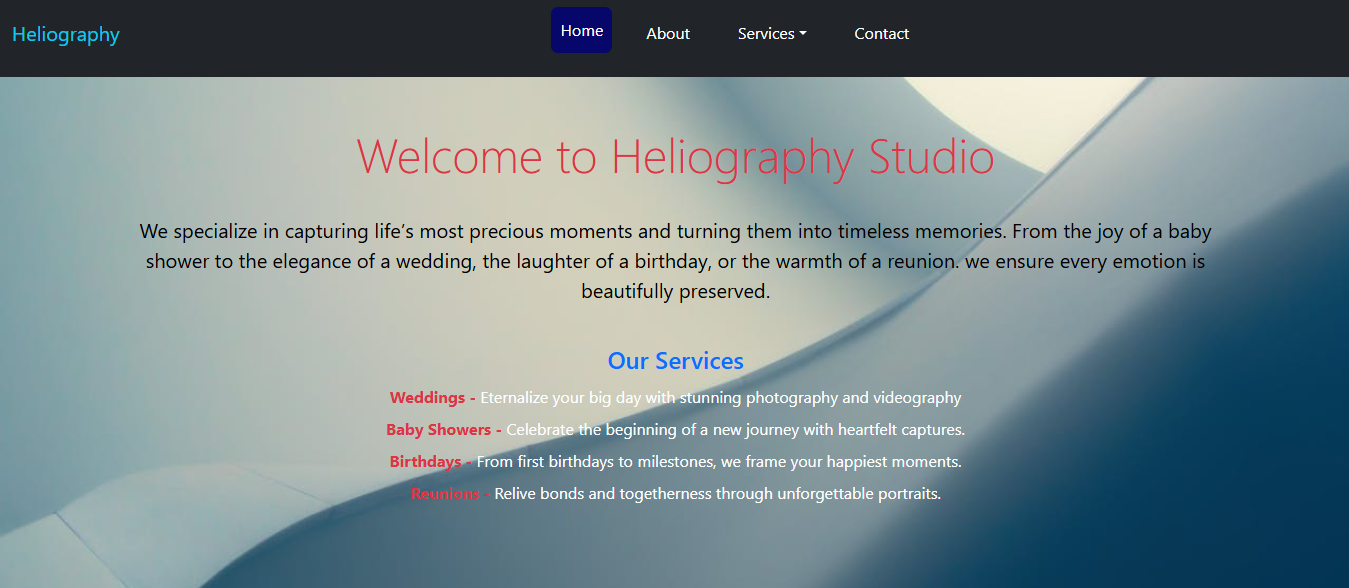 Heliography
Home About Services Contact
Welcome to Heliography Studio
We specialize in capturing life’s most precious moments and turning them into timeless memories. From the joy of a baby
shower to the elegance of a wedding, the laughter of a birthday, or the warmth of a reunion. we ensure every emotion is
beautifully preserved.
Our Services
Weddings - Eternalize your big day with stunning photography and videography
Baby Showers - Celebrate the beginning of a new journey with heartfelt captures.
Birthdays - From first birthdays to milestones, we frame your happiest moments.
Reunions - Relive bonds and togetherness through unforgettable portraits.